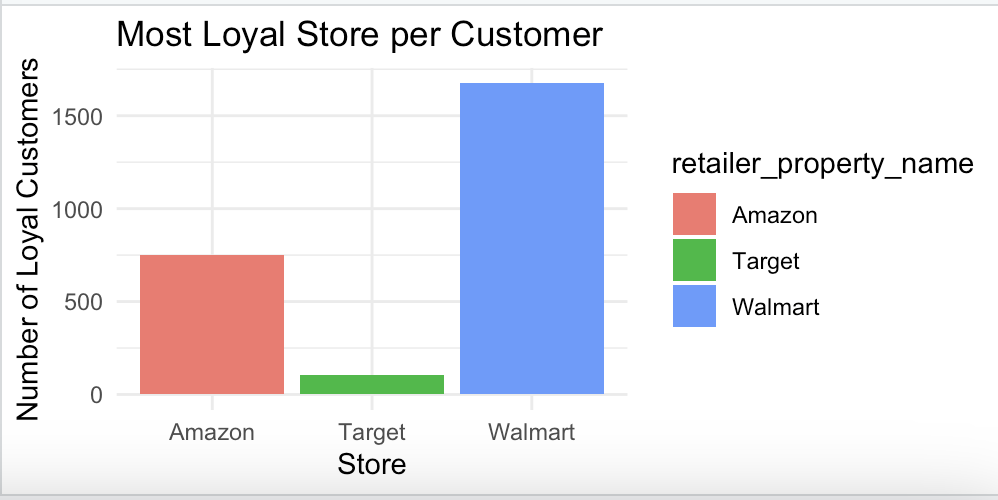 Most Loyal Store per Customer
Number of Loyal Customers
1500
1000
500
0
Amazon
Target
Walmart
Store
retailer_property_name
Amazon
Target
Walmart